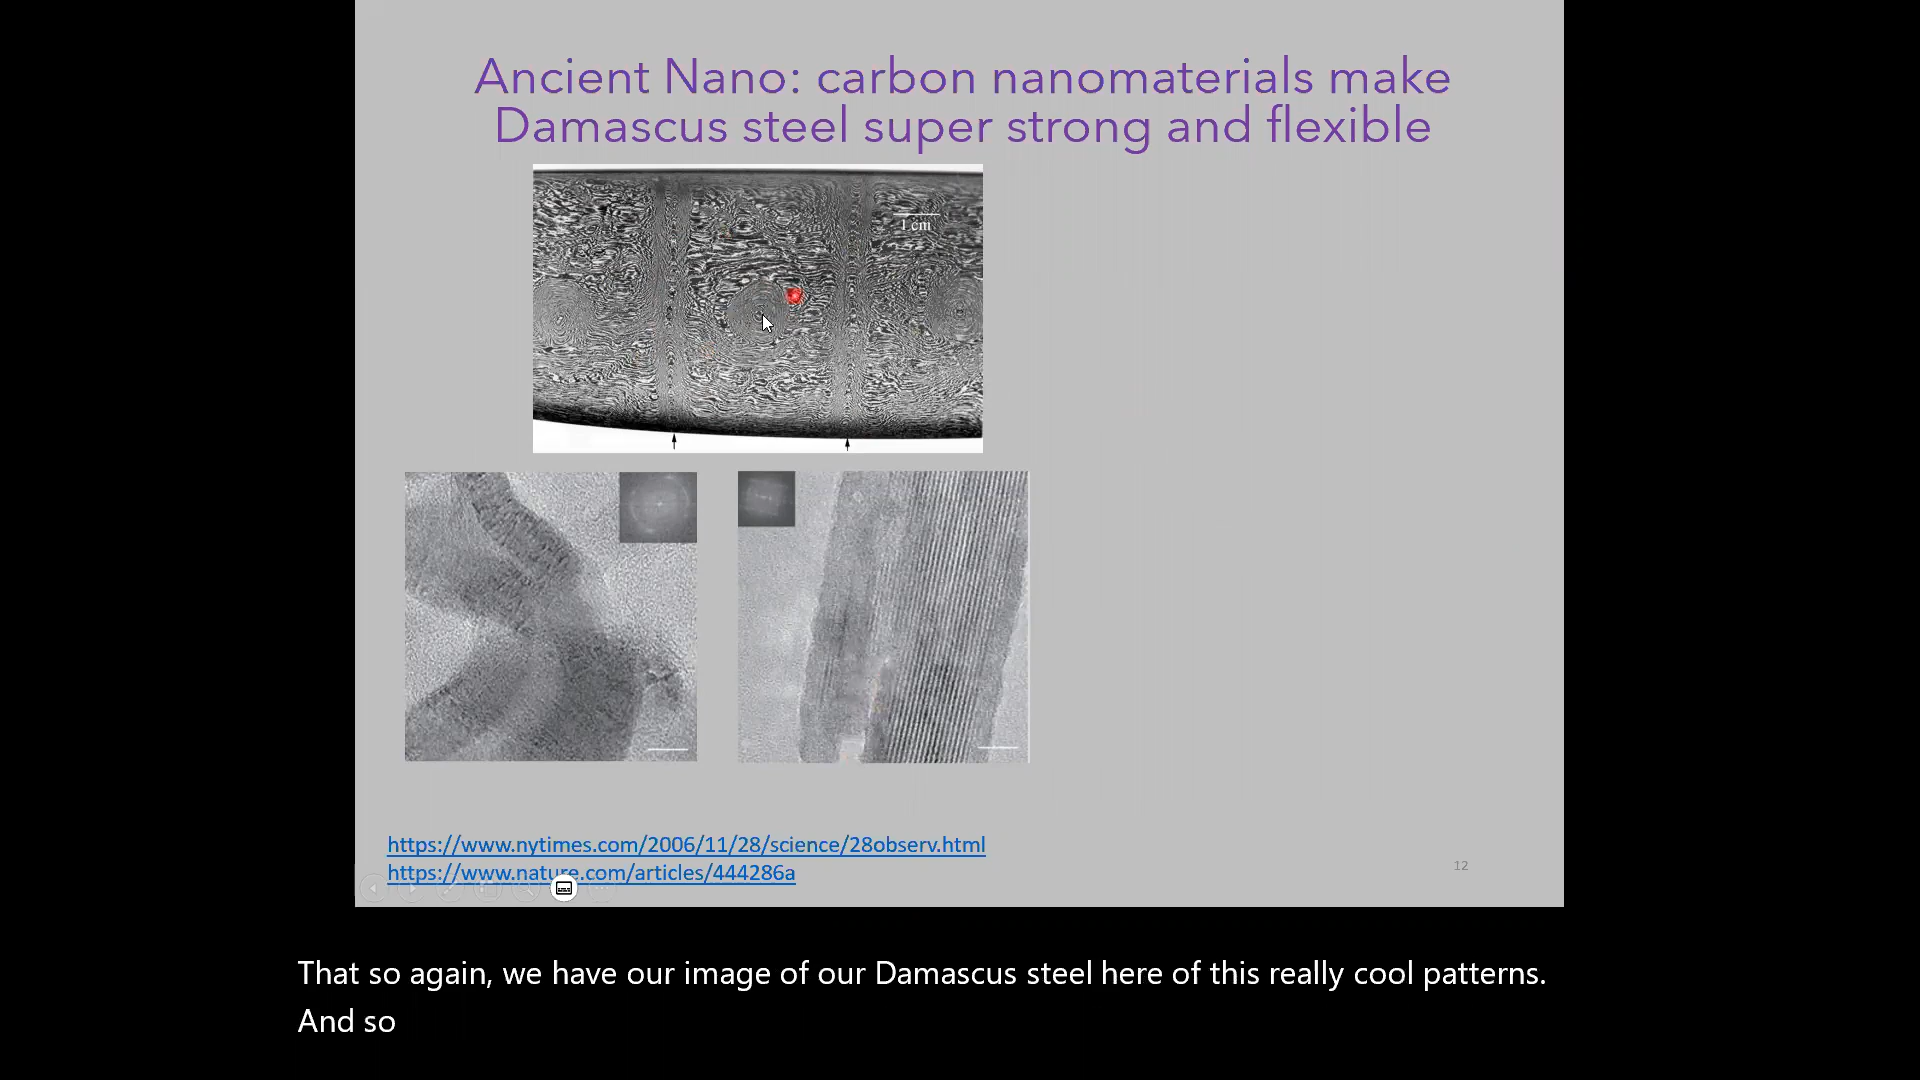 Ancient Nano: carbon nanomaterials make
Damascus steel super strong and flexible
1 cm
https://www.nytimes.com/2006/11/28/science/28observ.html
https://www.nature.com/articles/444286a
12
That so again, we have our image of our Damascus steel here of this really cool patterns.
And so